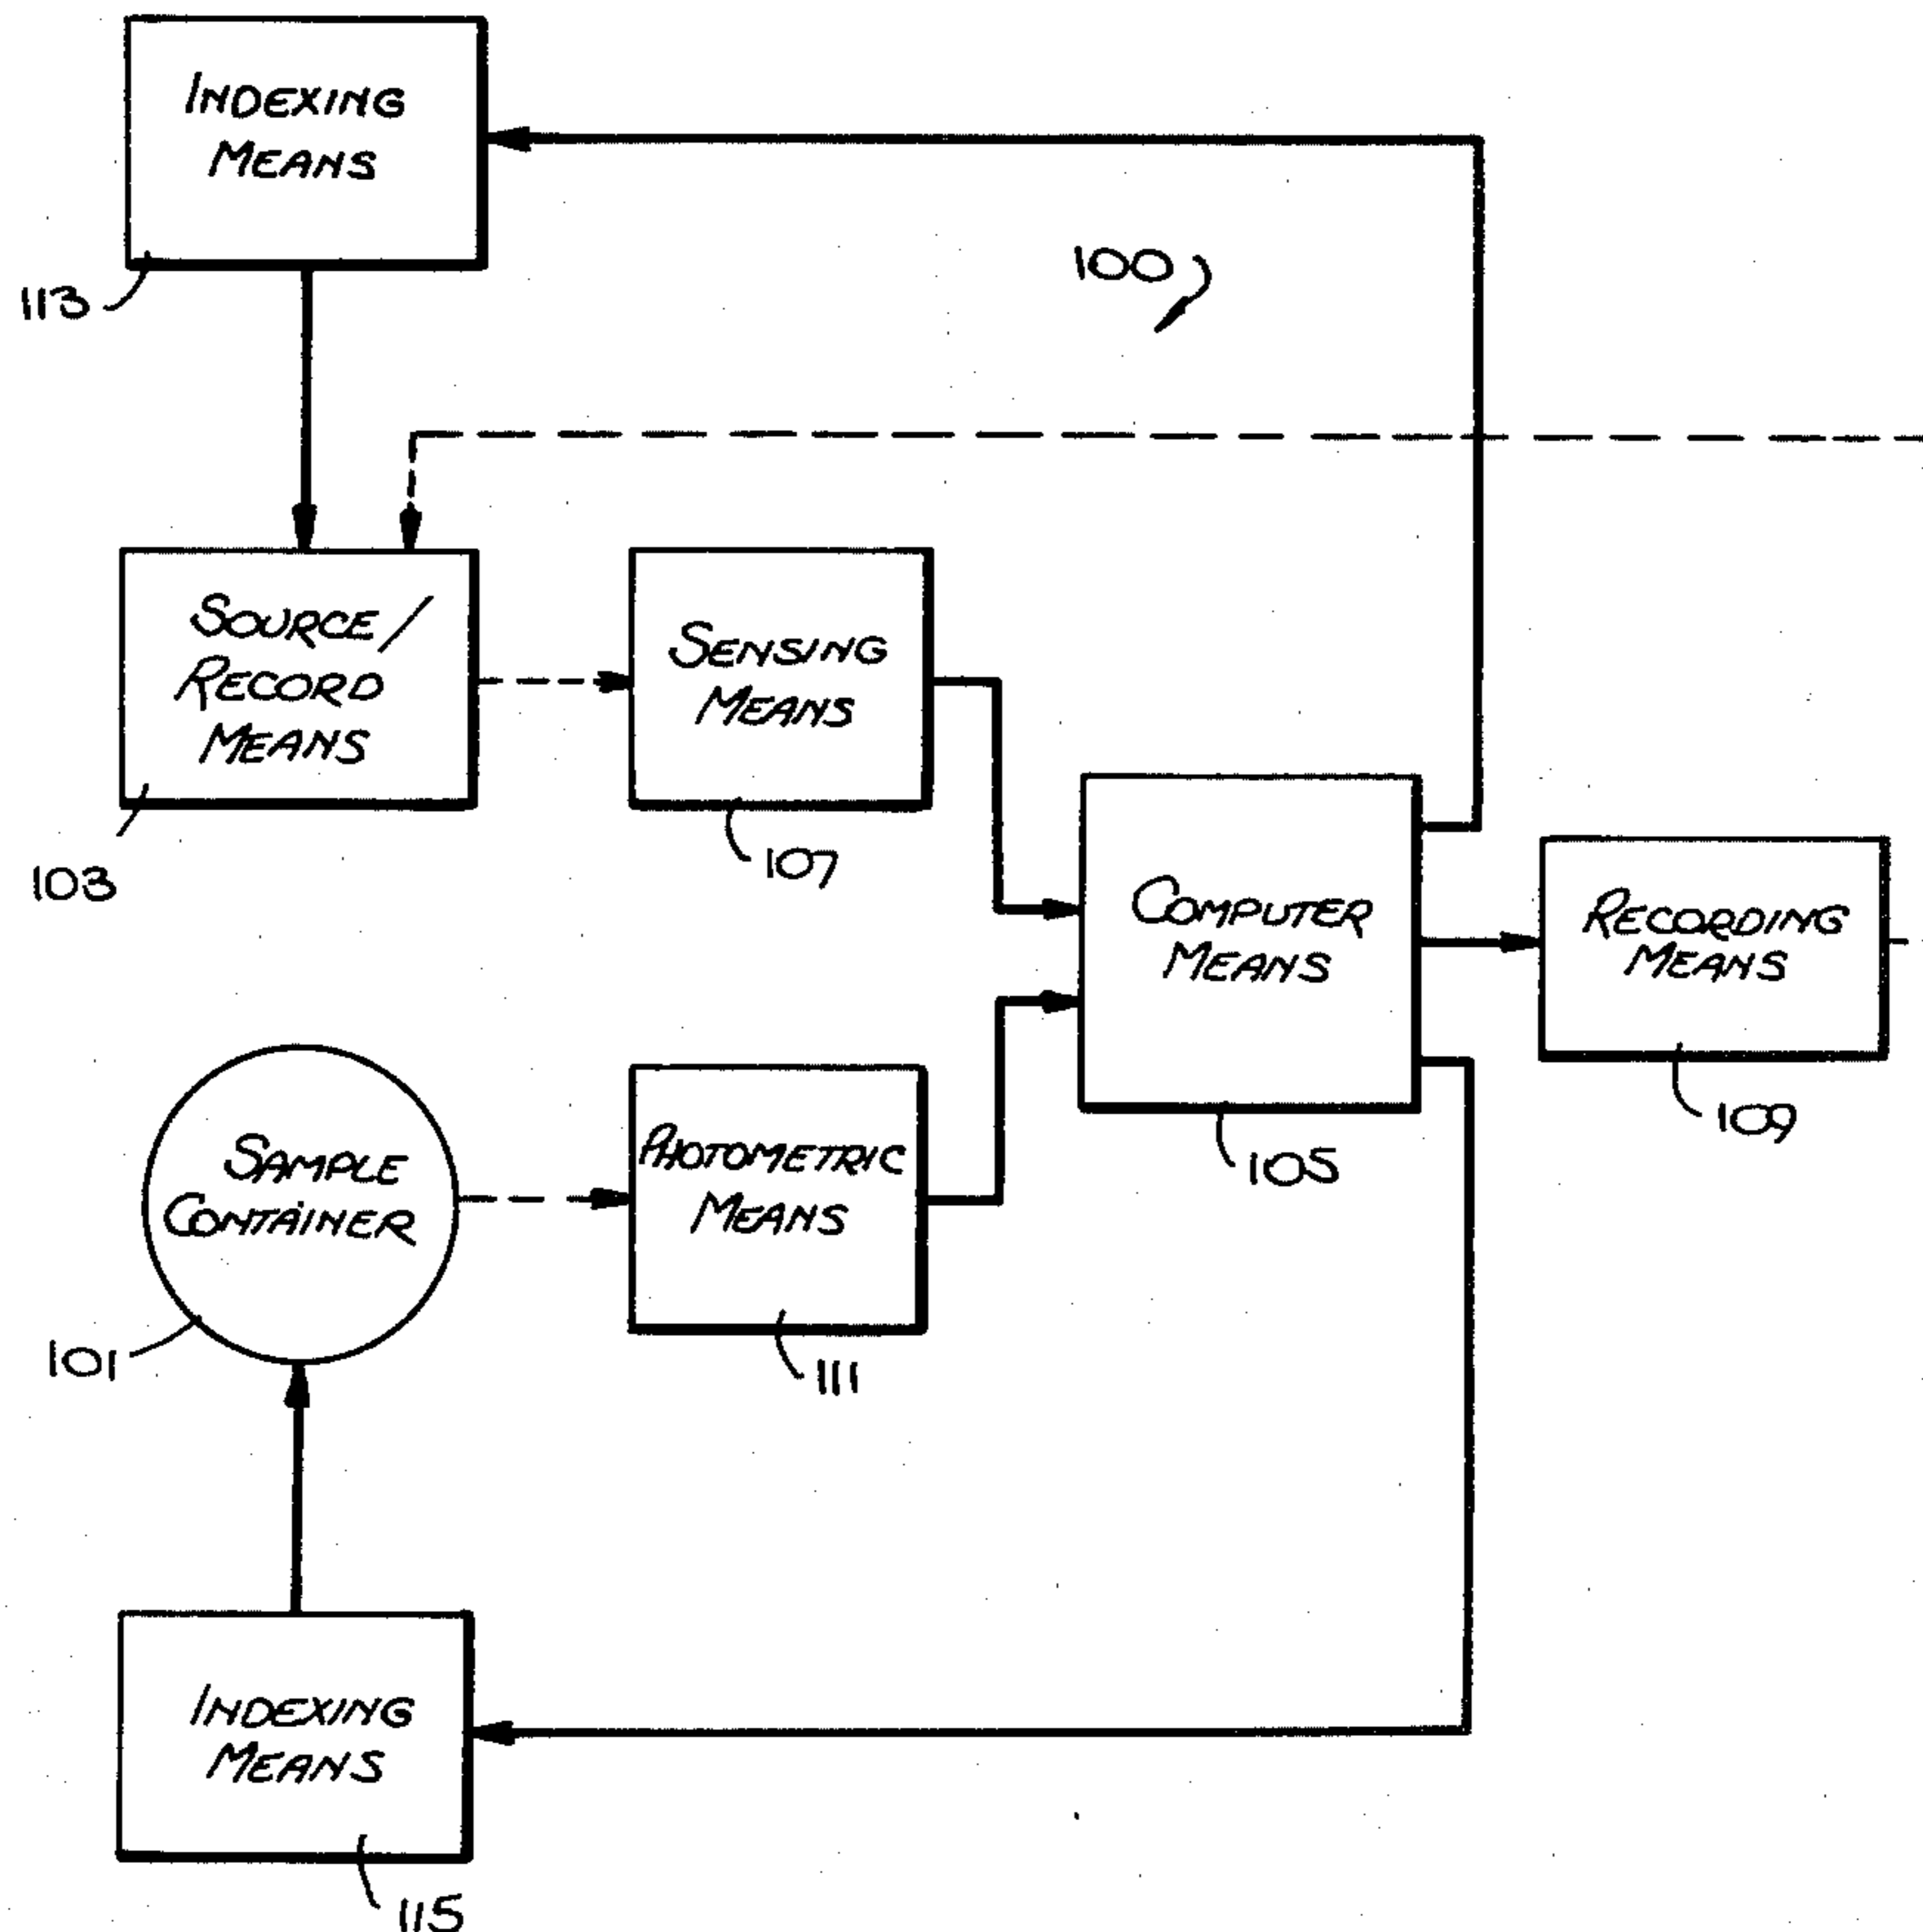 INDEXING
MEANS
113
100
SOURCE/
RECORD
MEANS
103
SENSING
MEANS
107
COMPUTER
MEANS
105
RECORDING
MEANS
109
SAMPLE
CONTAINER
101
PHOTOMETRIC
MEANS
111
INDEXING
MEANS
115